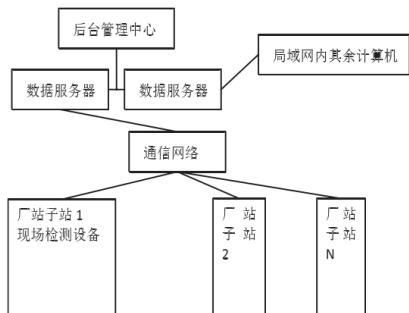 后台管理中心
局域网内其余计算机
数据服务器
数据服务器
通信网络
厂站子站 1
现场检测设备
厂 站
子 站
2
厂 站
子 站
N